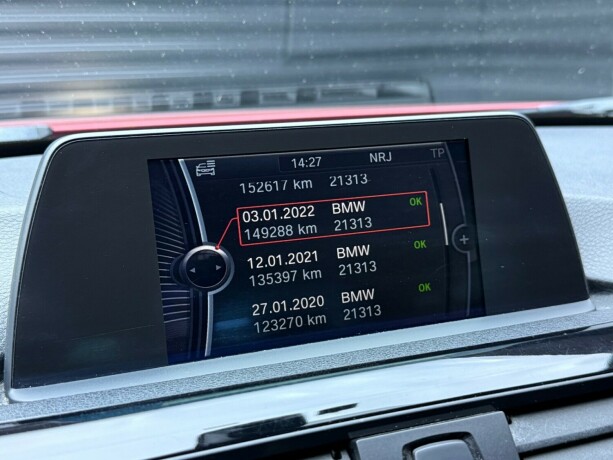 14:27 NRJ TP
152617 km 21313
03.01.2022 BMW OK
149288 km 21313
12.01.2021 BMW OK
135397 km 21313
27.01.2020 BMW OK
123270 km 21313